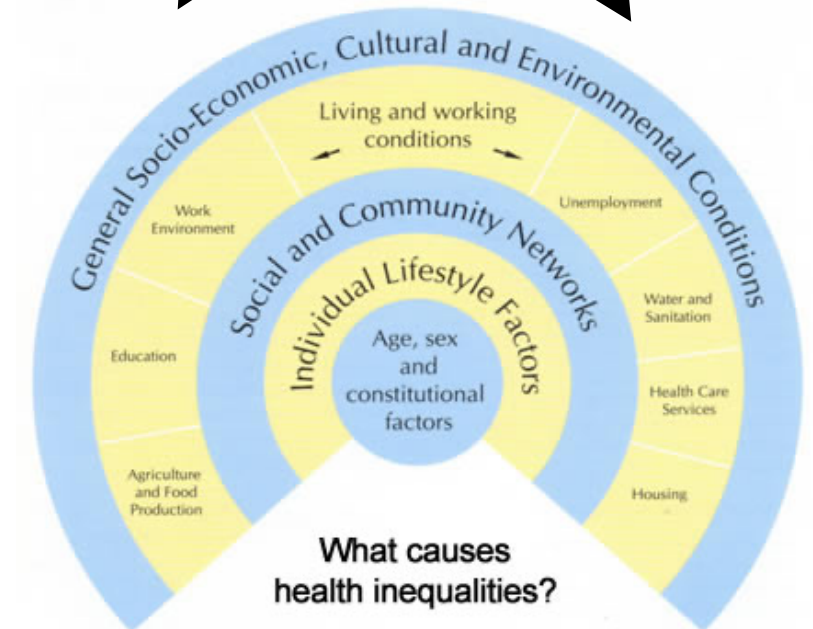 General Socio-Economic, Cultural and Environmental Conditions
Living and working
conditions
Work
Environment
Unemployment
Social and Community Networks
Water and
Sanitation
Individual Lifestyle Factors
Education
Age, sex
and
constitutional
factors
Health Care
Services
Agriculture
and Food
Production
Housing
What causes
health inequalities?